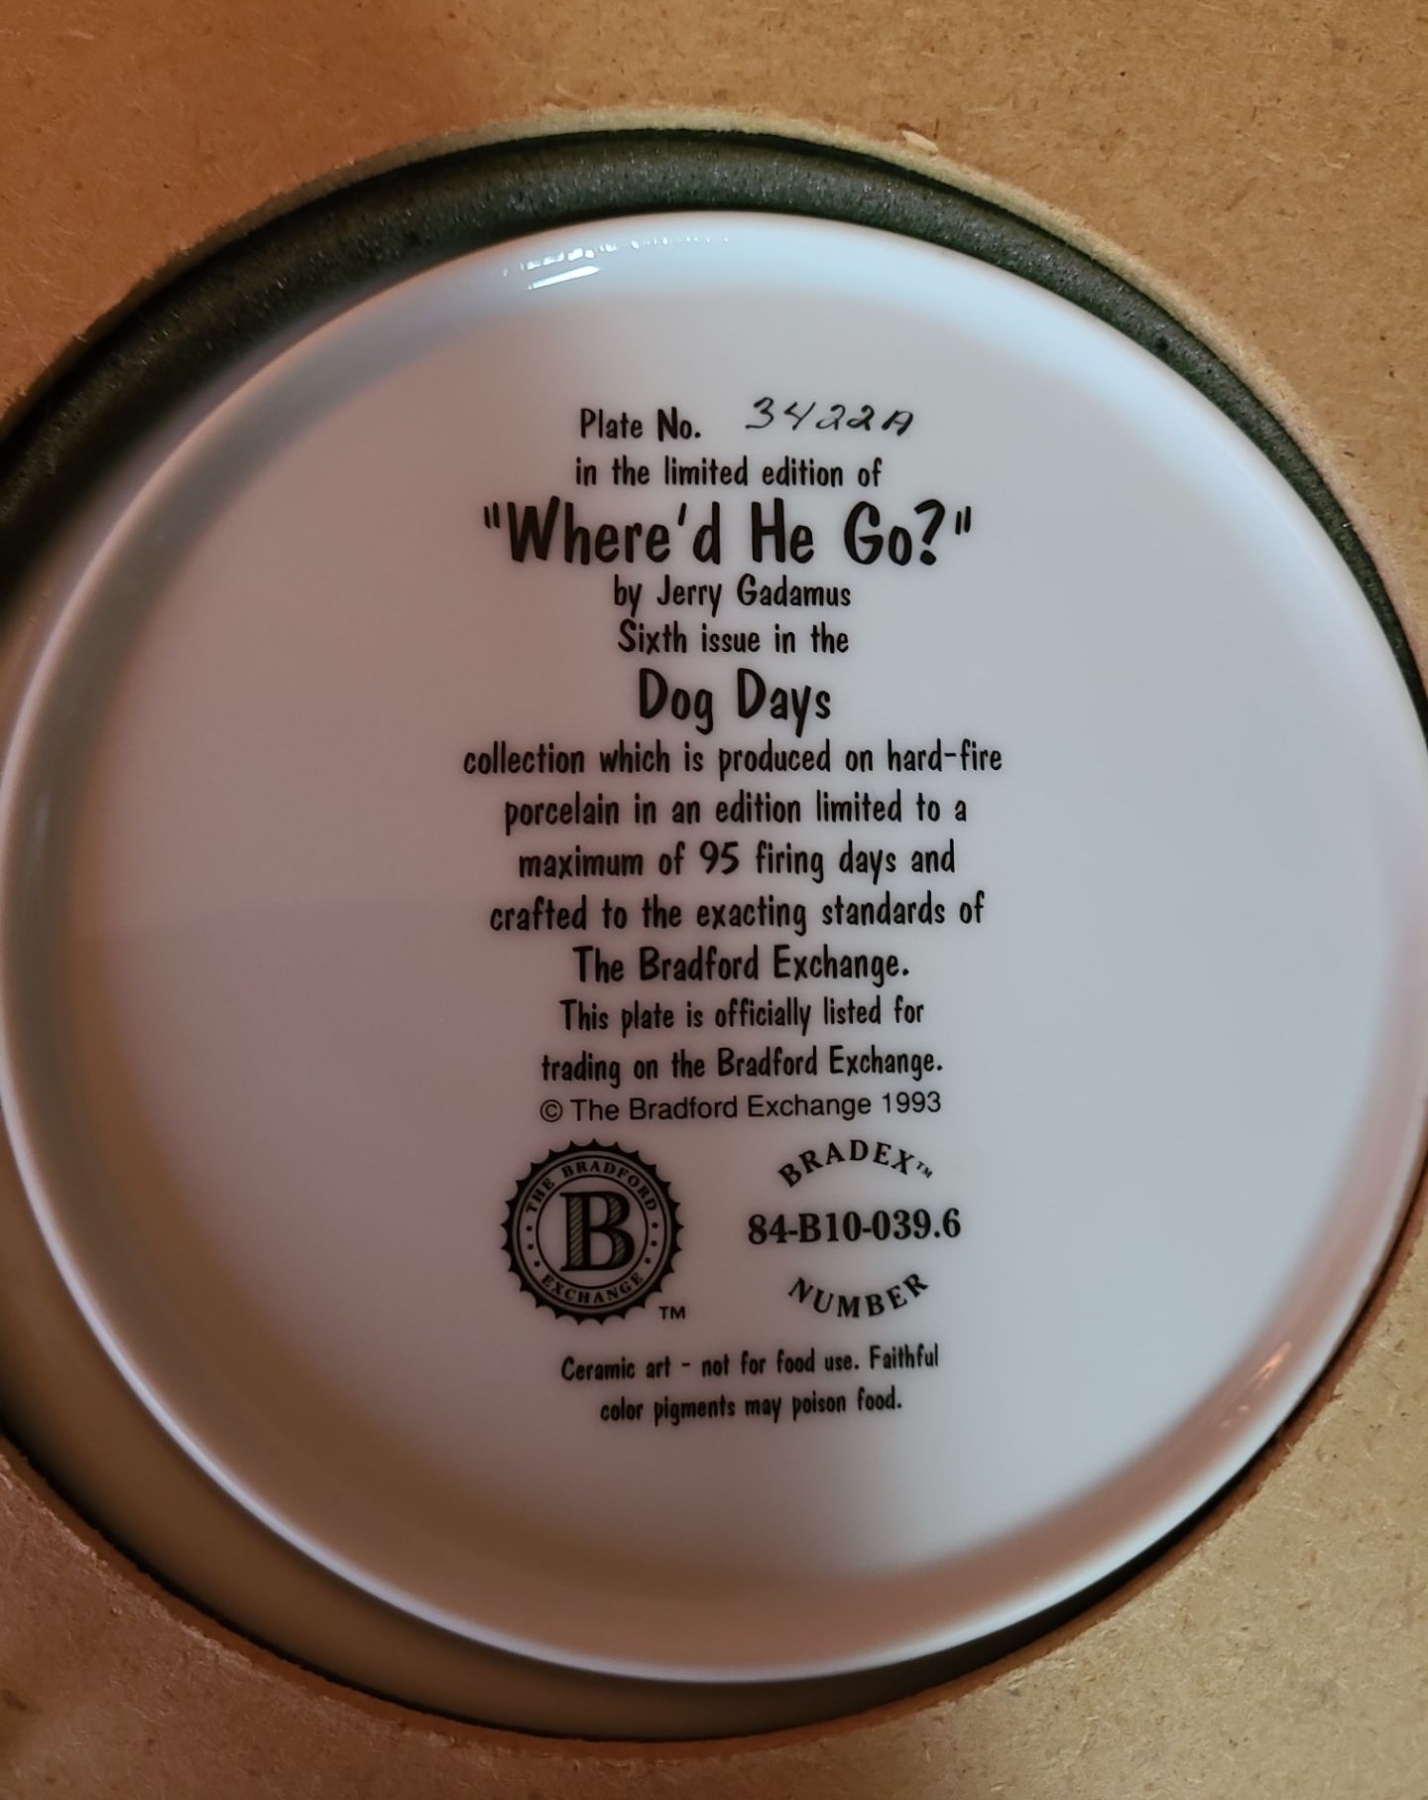 Plate No. 3422A
in the limited edition of
"Where'd He Go?"
by Jerry Gadamus
Sixth issue in the
Dog Days
collection which is produced on hard-fire
porcelain in an edition limited to a
maximum of 95 firing days and
crafted to the exacting standards of
The Bradford Exchange.
This plate is officially listed for
trading on the Bradford Exchange.
© The Bradford Exchange 1993
THE BRADFORD
B
EXCHANGE
TM
BRADEX™
84-B10-039.6
NUMBER
Ceramic art - not for food use. Faithful
color pigments may poison food.